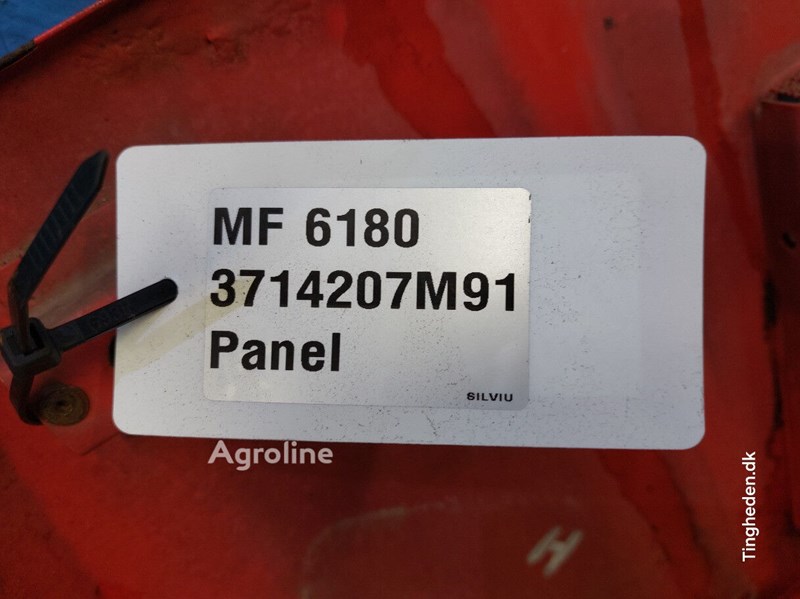 MF 6180
3714207M91
Panel
SILVIU
Agroline
Tingheden.dk
H